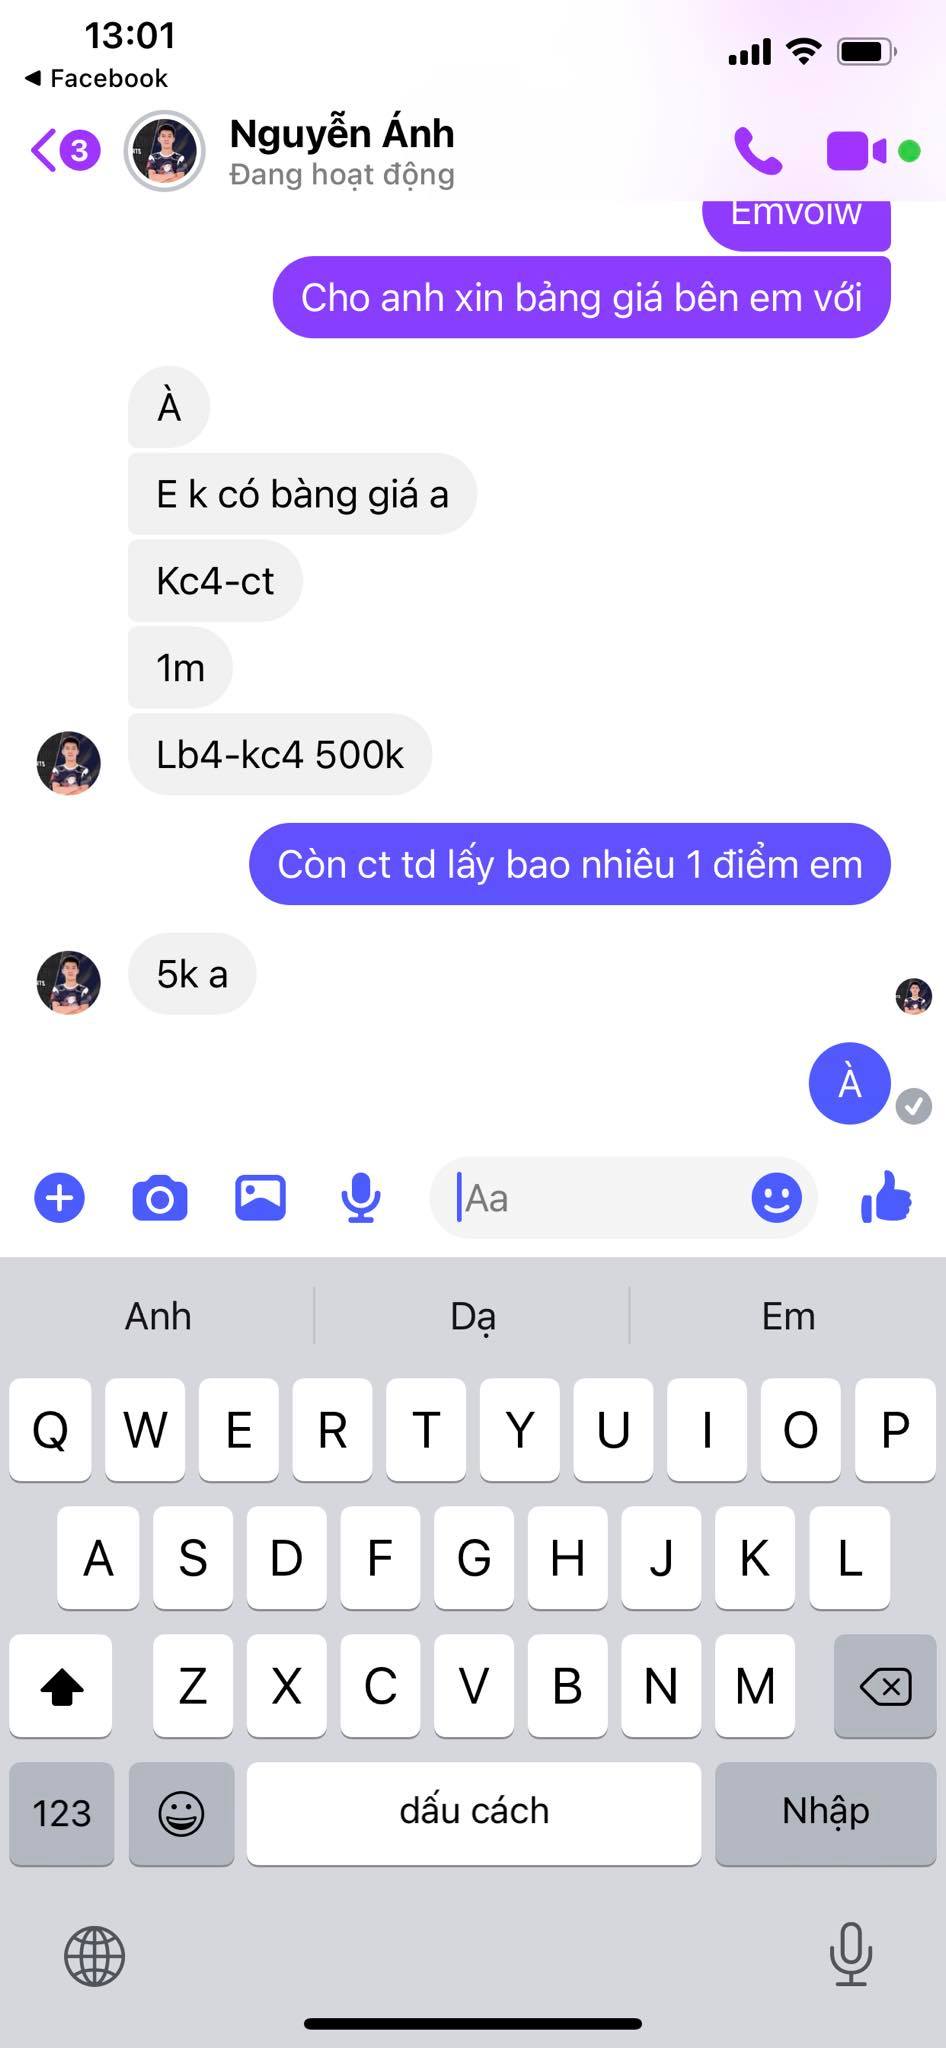 13:01
Facebook
3
Nguyễn Ánh
Đang hoạt động
Emvoiw
Cho anh xin bảng giá bên em với
À
E k có bàng giá a
Kc4-ct
1m
Lb4-kc4 500k
Còn ct td lấy bao nhiêu 1 điểm em
5k a
À
Aa
Anh Dạ Em
Q W E R T Y U I O P
A S D F G H J K L
Z X C V B N M
123 dấu cách Nhập